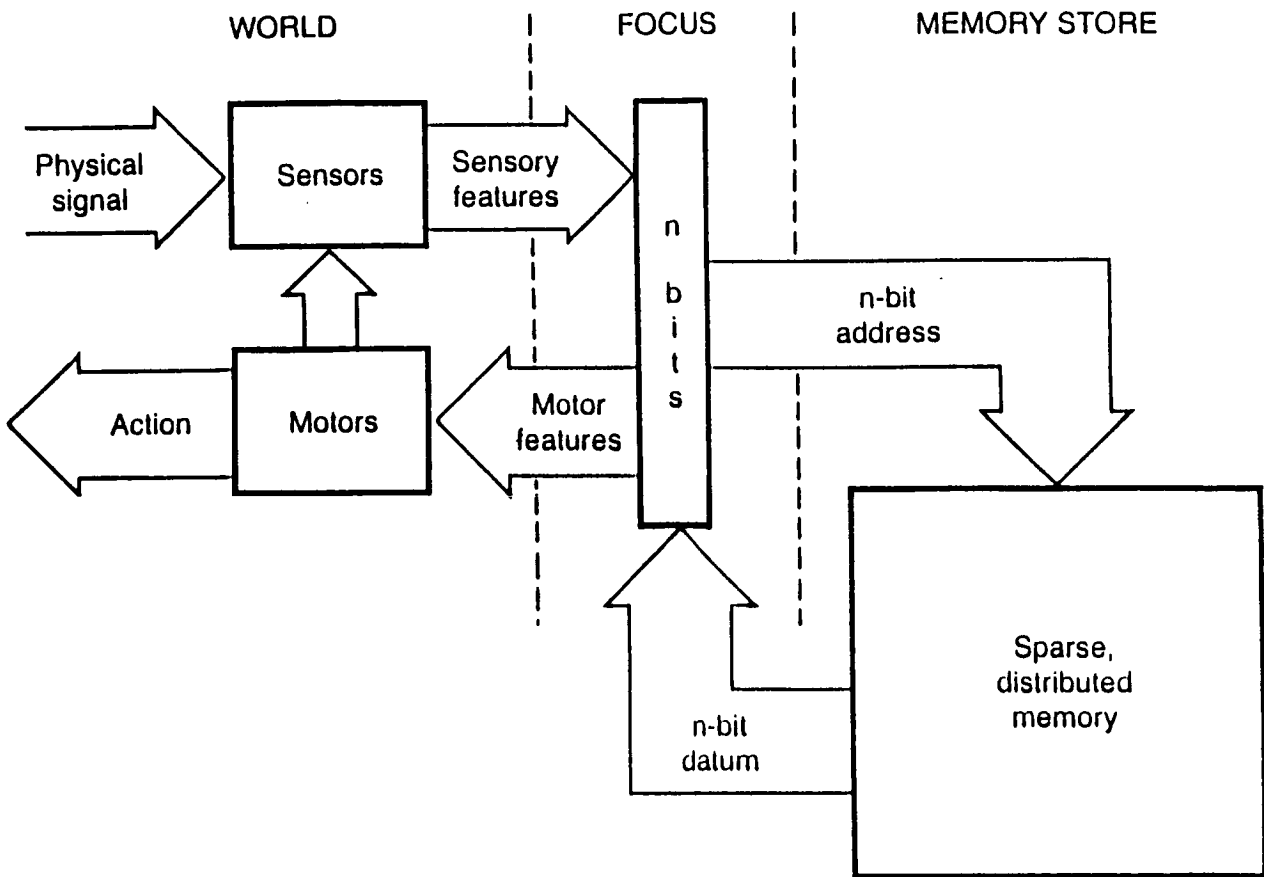 WORLD
FOCUS
MEMORY STORE
Physical
signal
Sensors
Sensory
features
n
b
i
t
s
n-bit
address
Action
Motors
Motor
features
n-bit
datum
Sparse,
distributed
memory